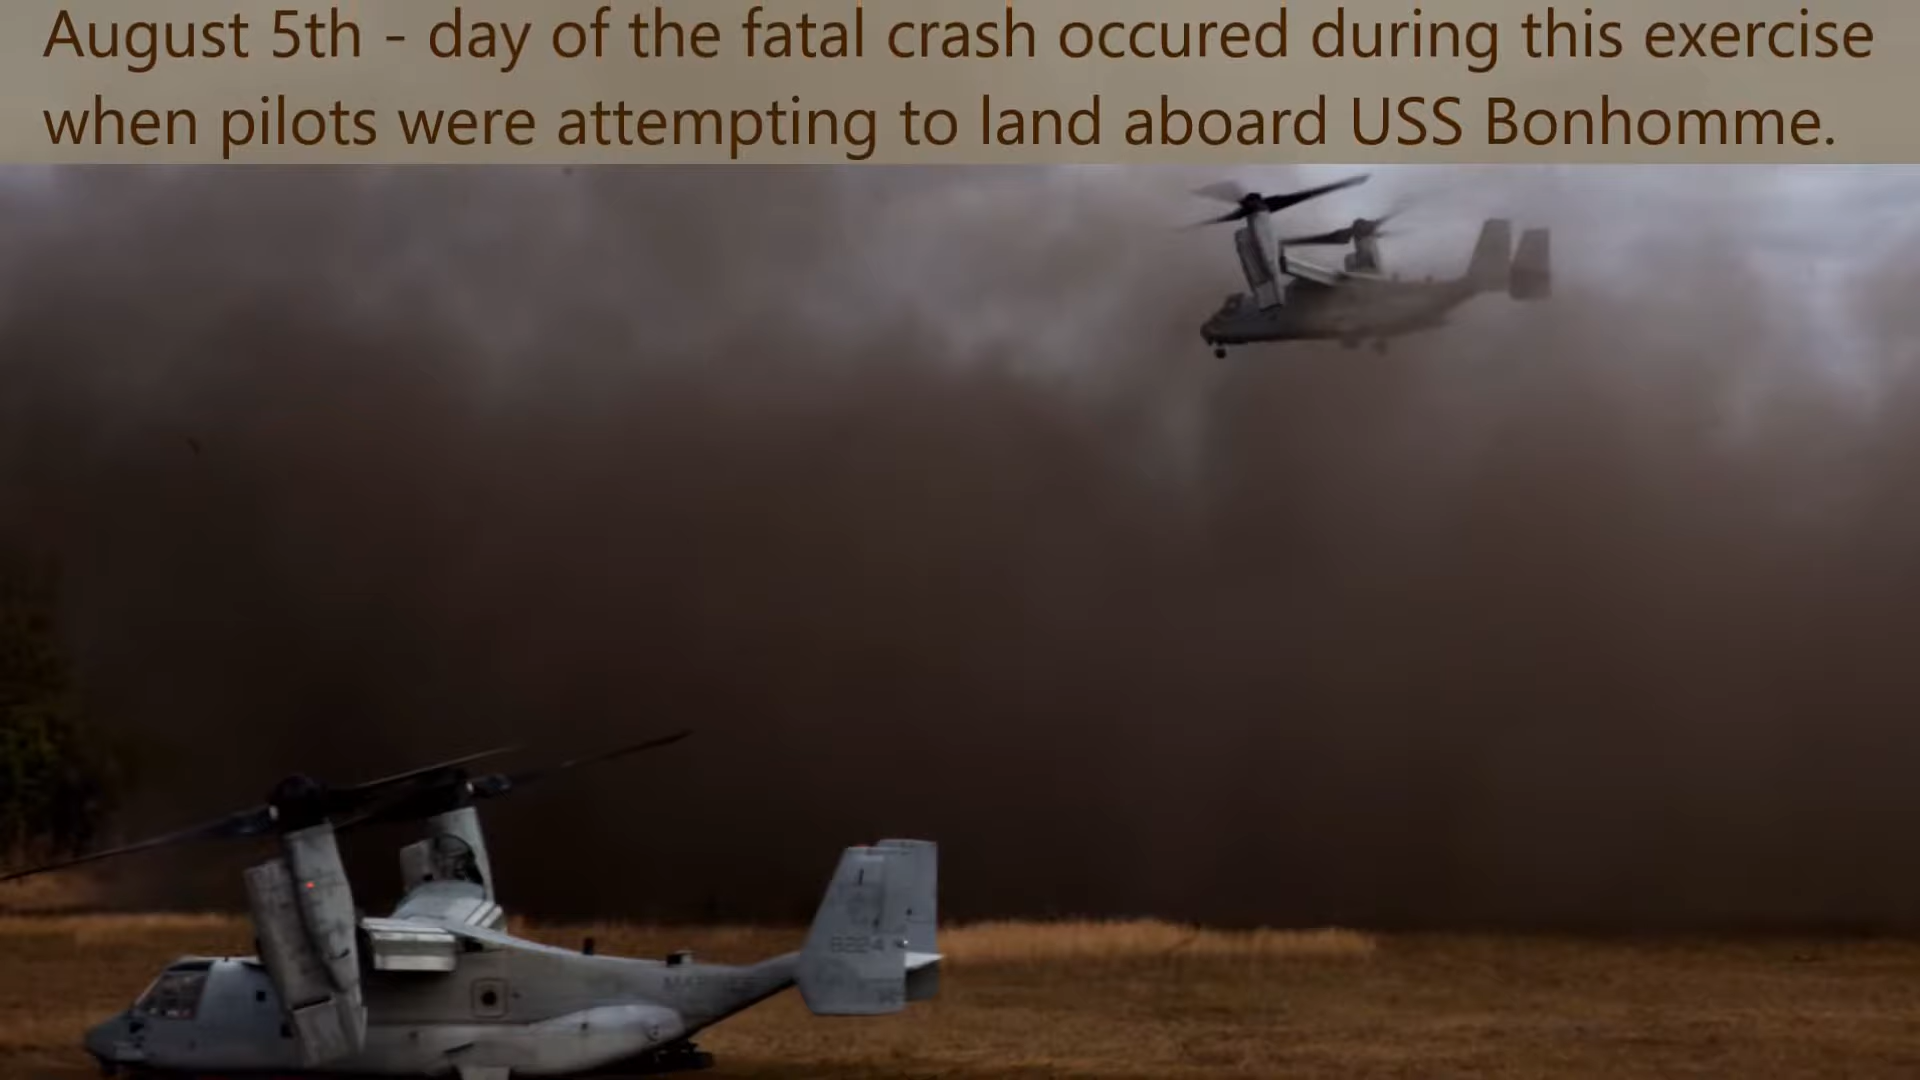 August 5th - day of the fatal crash occured during this exercise
when pilots were attempting to land aboard USS Bonhomme.
8224